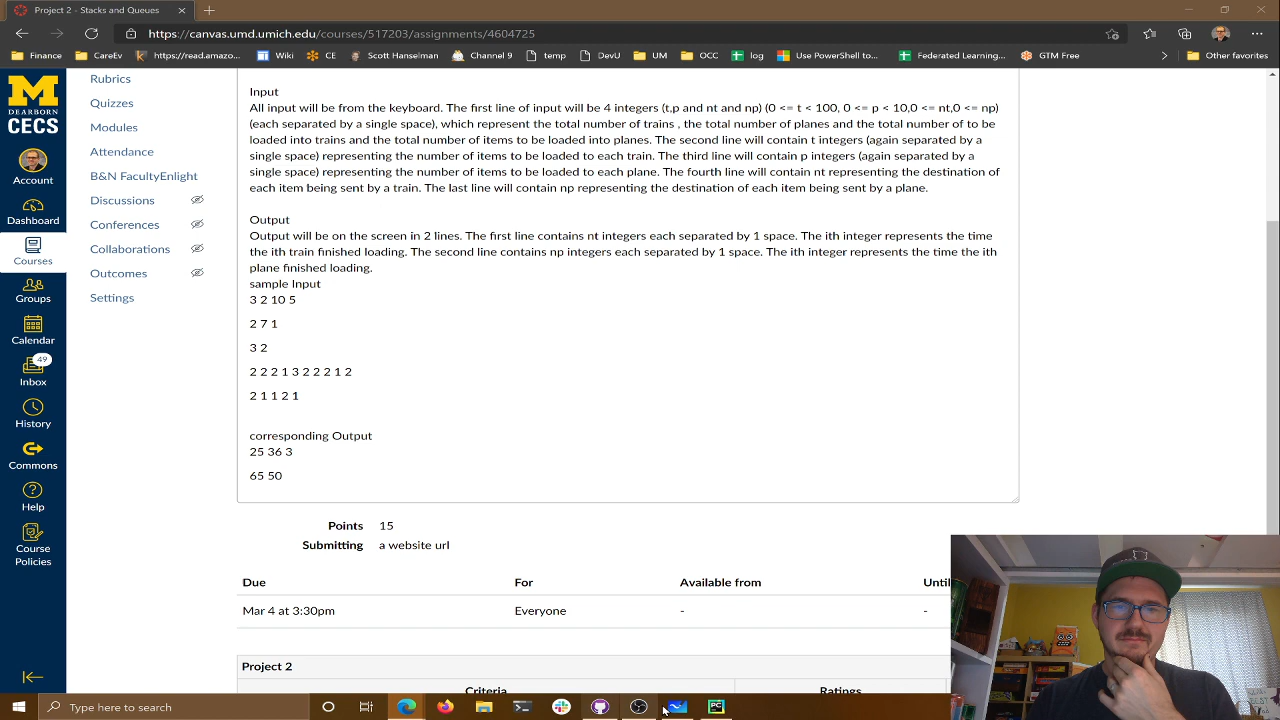 Project 2 - Stacks and Queues
https://canvas.umd.umich.edu/courses/517203/assignments/4604725
Finance
CareEv
https://read.amazo...
Wiki
CE
Scott Hanselman
Channel 9
temp
DevU
UM
OCC
log
Use PowerShell to...
Federated Learning...
GTM Free
Other favorites
DEARBORN
CECS
Account
Dashboard
Courses
Groups
Calendar
49
Inbox
History
Commons
Help
Course
Policies
Rubrics
Quizzes
Modules
Attendance
B&N FacultyEnlight
Discussions
Conferences
Collaborations
Outcomes
Settings
Input
All input will be from the keyboard. The first line of input will be 4 integers (t,p and nt and np) (0 <= t < 100, 0 <= p < 10,0 <= nt,0 <= np)
(each separated by a single space), which represent the total number of trains , the total number of planes and the total number of to be
loaded into trains and the total number of items to be loaded into planes. The second line will contain t integers (again separated by a
single space) representing the number of items to be loaded to each train. The third line will contain p integers (again separated by a
single space) representing the number of items to be loaded to each plane. The fourth line will contain nt representing the destination of
each item being sent by a train. The last line will contain np representing the destination of each item being sent by a plane.
Output
Output will be on the screen in 2 lines. The first line contains nt integers each separated by 1 space. The ith integer represents the time
the ith train finished loading. The second line contains np integers each separated by 1 space. The ith integer represents the time the ith
plane finished loading.
sample Input
3 2 10 5
2 7 1
3 2
2 2 2 1 3 2 2 2 1 2
2 1 1 2 1
corresponding Output
25 36 3
65 50
Points 15
Submitting a website url
Due For Available from Until
Mar 4 at 3:30pm Everyone - -
Project 2
Criteria Ratings
Type here to search